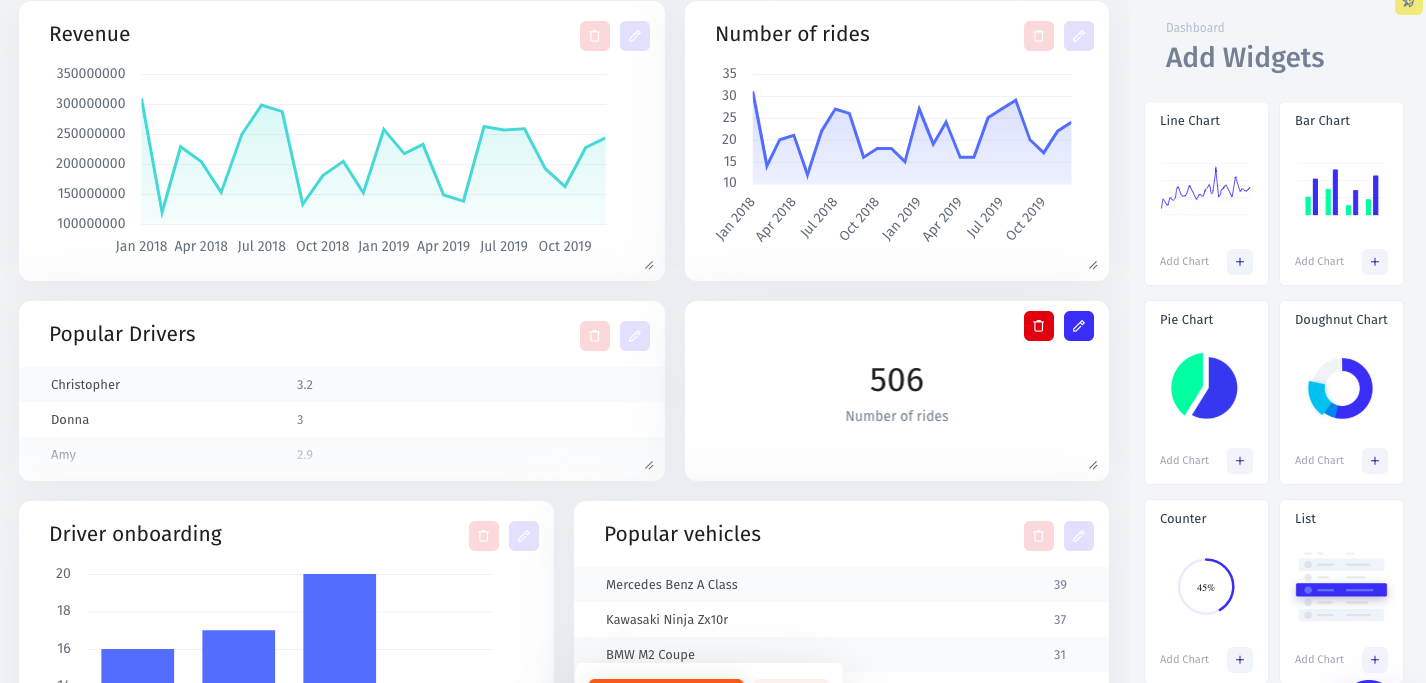 Revenue
350000000
300000000
250000000
200000000
150000000
100000000
Jan 2018 Apr 2018 Jul 2018 Oct 2018 Jan 2019 Apr 2019 Jul 2019 Oct 2019
Number of rides
35
30
25
20
15
10
Jan 2018 Apr 2018 Jul 2018 Oct 2018 Jan 2019 Apr 2019 Jul 2019 Oct 2019
Popular Drivers
Christopher 3.2
Donna 3
Amy 2.9
506
Number of rides
Driver onboarding
20
18
16
Popular vehicles
Mercedes Benz A Class 39
Kawasaki Ninja Zx10r 37
BMW M2 Coupe 31
Dashboard
Add Widgets
Line Chart
Add Chart +
Bar Chart
Add Chart +
Pie Chart
Add Chart +
Doughnut Chart
Add Chart +
Counter
45%
Add Chart +
List
Add Chart +